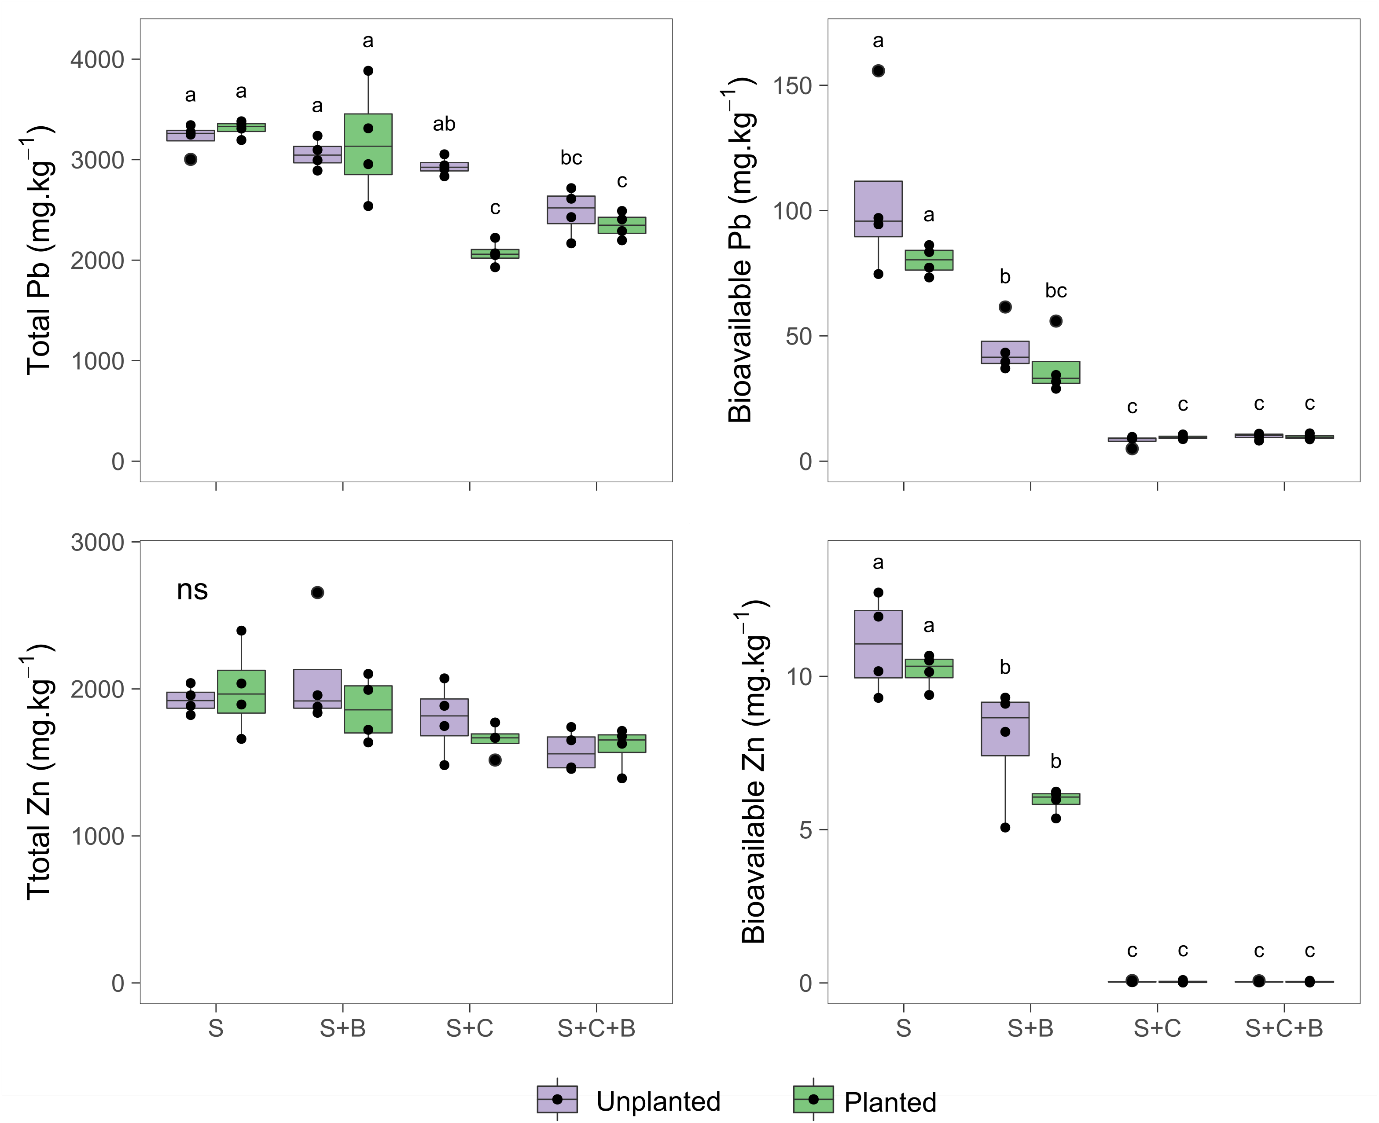 Total Pb (mg.kg⁻¹)
4000
3000
2000
1000
0
a
a
a
a
ab
c
bc
c
Bioavailable Pb (mg.kg⁻¹)
150
100
50
0
a
a
b
bc
c
c
c
c
Ttotal Zn (mg.kg⁻¹)
3000
2000
1000
0
ns
S
S+B
S+C
S+C+B
Bioavailable Zn (mg.kg⁻¹)
10
5
0
a
a
b
b
c
c
c
c
S
S+B
S+C
S+C+B
Unplanted
Planted